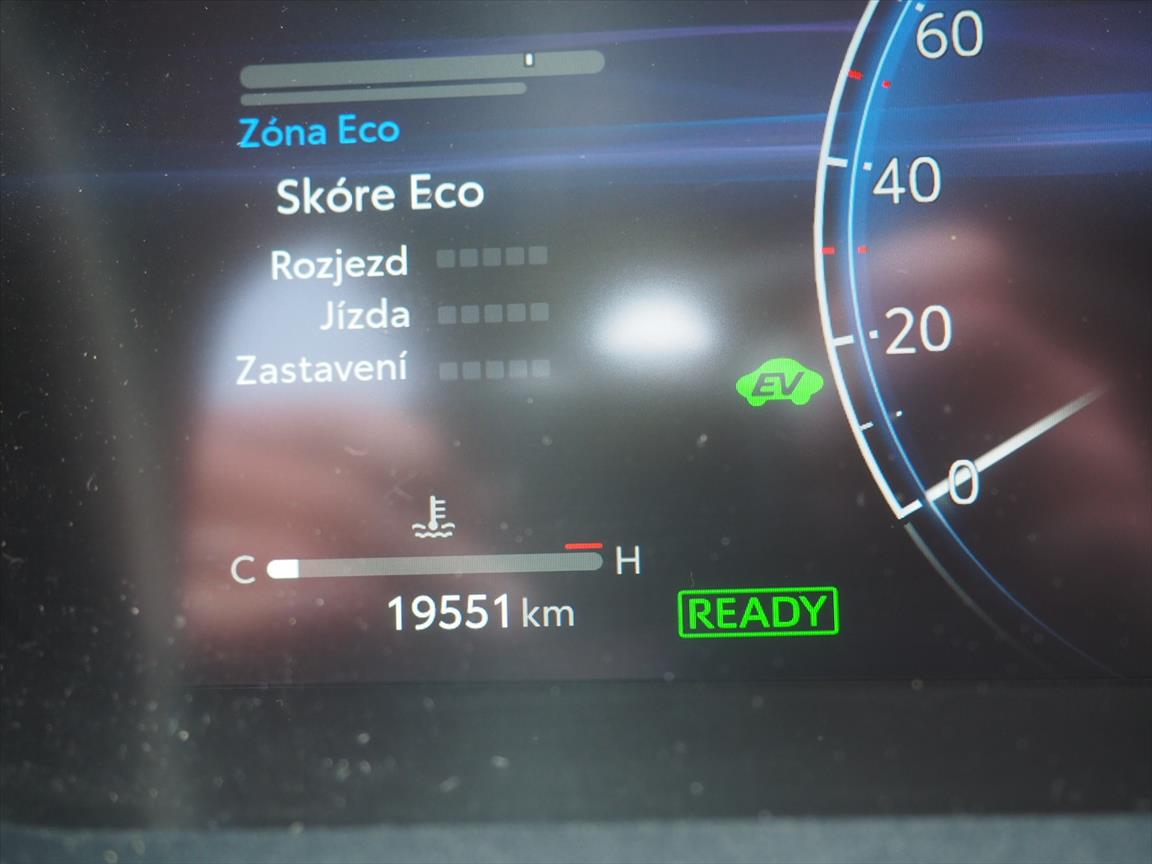 60
Zóna Eco
Skóre Eco
40
Rozjezd
Jízda
20
Zastavení
EV
0
C H
19551 km
READY